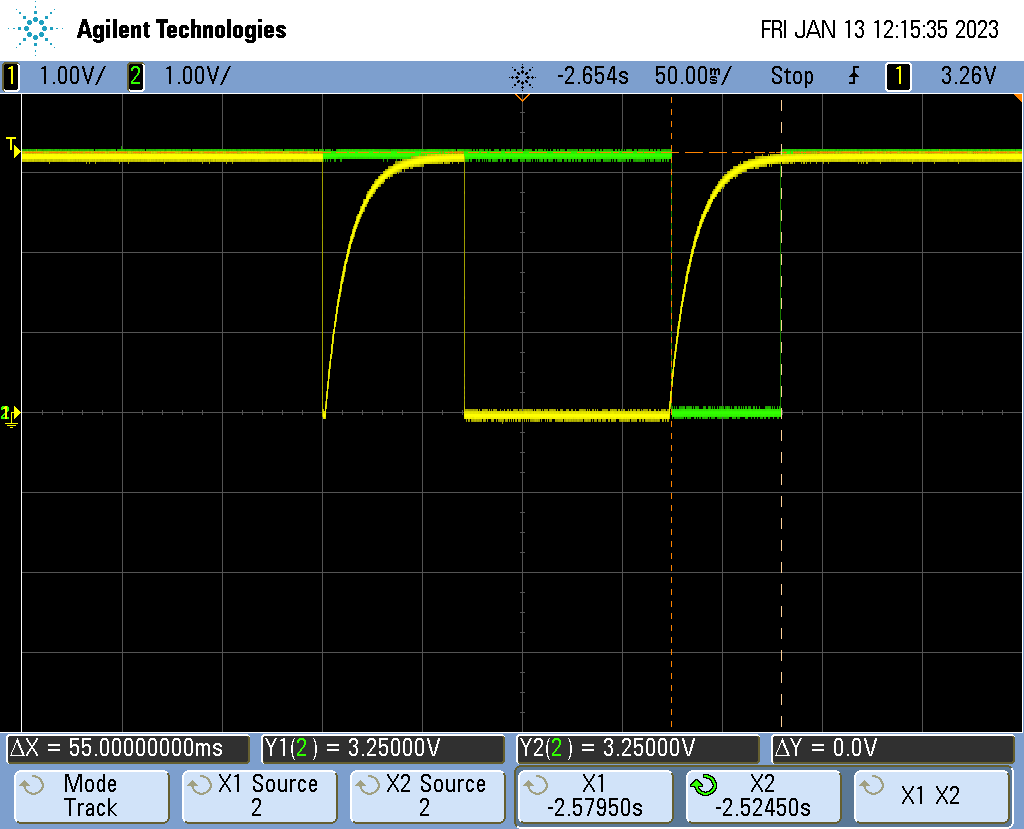 Agilent Technologies FRI JAN 13 12:15:35 2023
1 1.00V/ 2 1.00V/ -2.654s 50.00ms/ Stop 1 3.26V
T
2
ΔX = 55.00000000ms Y1(2) = 3.25000V Y2(2) = 3.25000V ΔY = 0.0V
Mode X1 Source X2 Source X1 X2 X1 X2
Track 2 2 -2.57950s -2.52450s